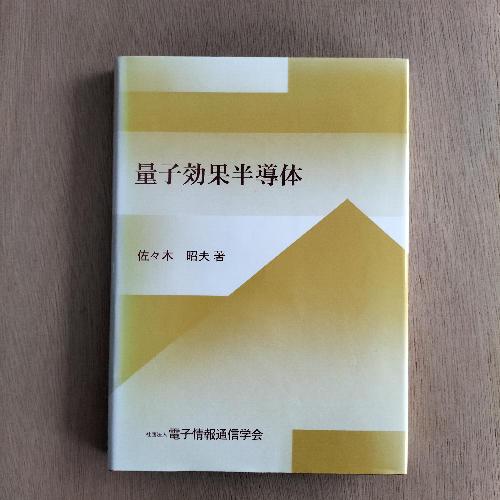 量子効果半導体
佐々木 昭夫 著
社団法人 電子情報通信学会